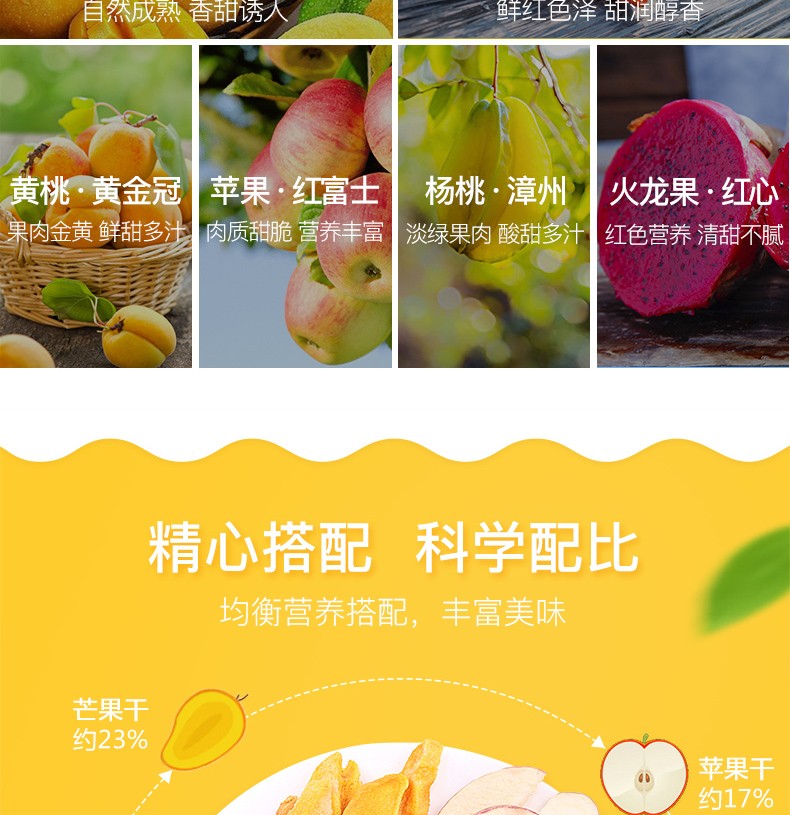 自然成熟 香甜诱人
鲜红色泽 甜润醇香
黄桃·黄金冠
果肉金黄 鲜甜多汁
苹果·红富士
肉质甜脆 营养丰富
杨桃·漳州
淡绿果肉 酸甜多汁
火龙果·红心
红色营养 清甜不腻
精心搭配 科学配比
均衡营养搭配，丰富美味
芒果干
约23%
苹果干
约17%